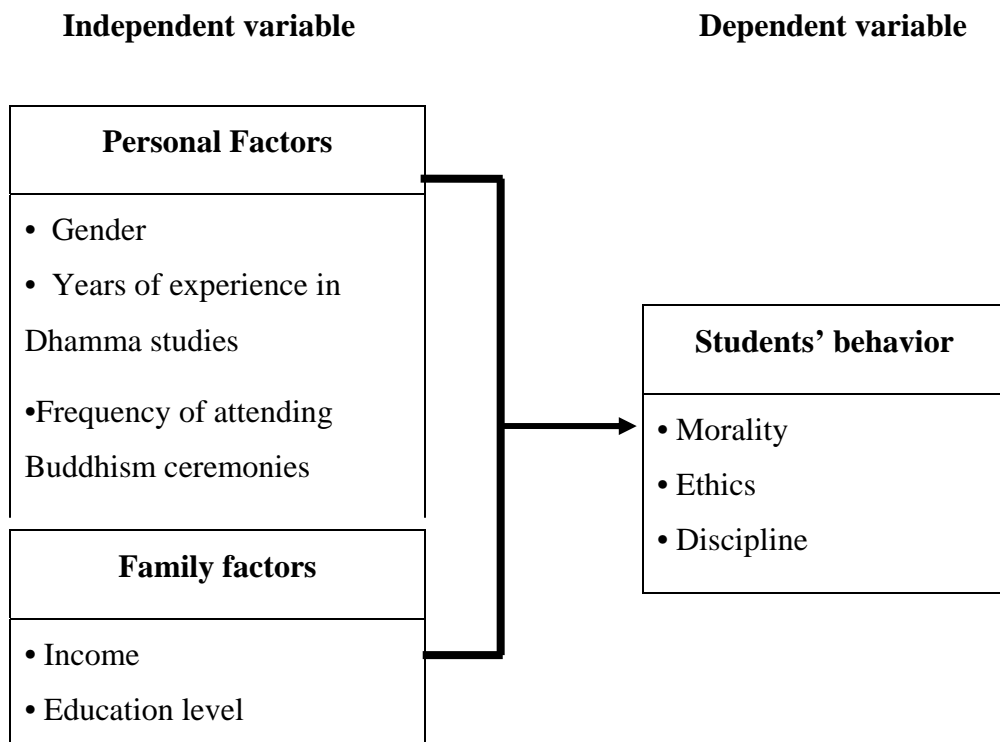 Independent variable
Dependent variable
Personal Factors
• Gender
• Years of experience in
Dhamma studies
•Frequency of attending
Buddhism ceremonies
Family factors
• Income
• Education level
Students’ behavior
• Morality
• Ethics
• Discipline